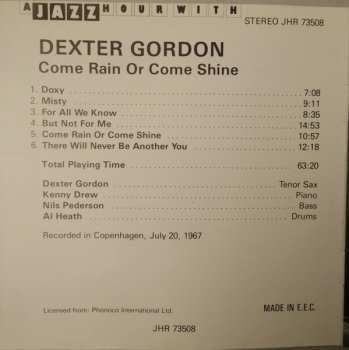 A JAZZ HOUR WITH
STEREO JHR 73508
DEXTER GORDON
Come Rain Or Come Shine
1. Doxy 7:08
2. Misty 9:11
3. For All We Know 8:35
4. But Not For Me 14:53
5. Come Rain Or Come Shine 10:57
6. There Will Never Be Another You 12:18
Total Playing Time 63:20
Dexter Gordon Tenor Sax
Kenny Drew Piano
Nils Pederson Bass
Al Heath Drums
Recorded in Copenhagen, July 20, 1967
Licensed from: Phonoco International Ltd.
MADE IN E.E.C.
JHR 73508